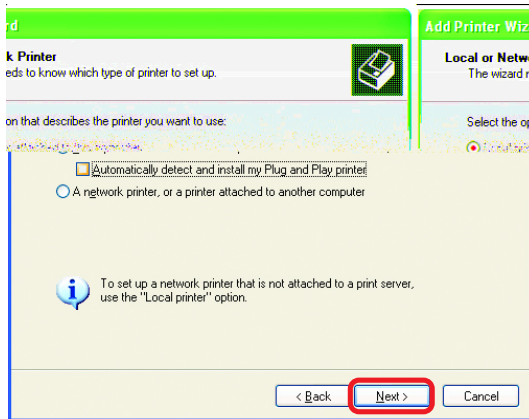 rd
k Printer
eds to know which type of printer to set up.
on that describes the printer you want to use:
Add Printer Wiz
Local or Netw
The wizard r
Select the op
Automatically detect and install my Plug and Play printer
A network printer, or a printer attached to another computer
To set up a network printer that is not attached to a print server,
use the "Local printer" option.
< Back
Next >
Cancel